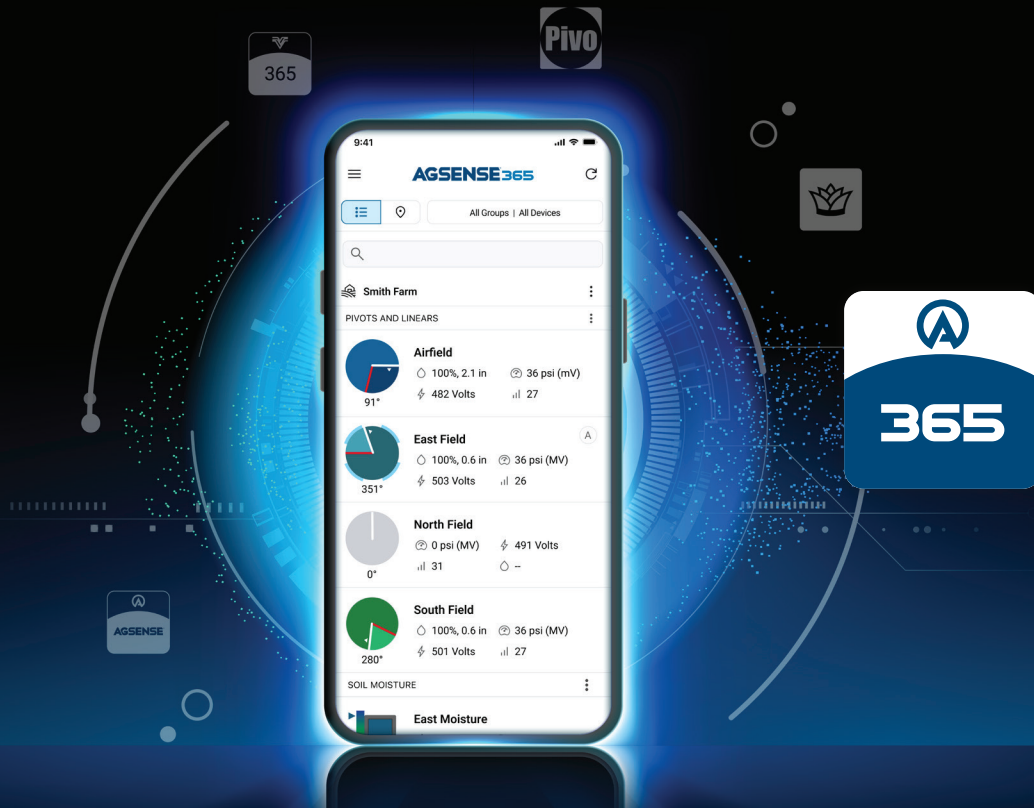 365
Pivo
9:41
AGSENSE365
All Groups | All Devices
Smith Farm
PIVOTS AND LINEARS
Airfield
100%, 2.1 in
36 psi (mV)
482 Volts
27
91°
East Field
A
100%, 0.6 in
36 psi (MV)
503 Volts
26
351°
North Field
0 psi (MV)
491 Volts
31
--
0°
South Field
100%, 0.6 in
36 psi (MV)
501 Volts
27
280°
SOIL MOISTURE
East Moisture
365
AGSENSE